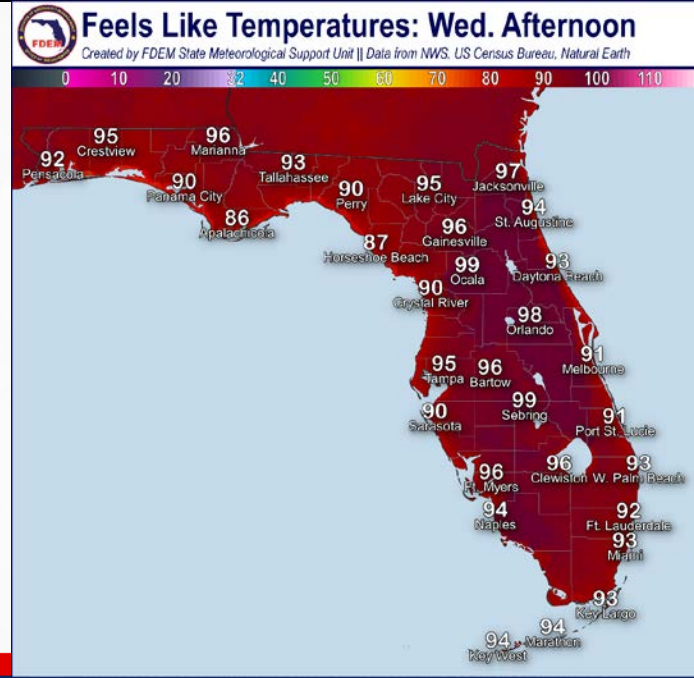 Feels Like Temperatures: Wed. Afternoon
Created by FDEM State Meteorological Support Unit || Data from NWS, US Census Bureau, Natural Earth
FDEM
0 10 20 32 40 50 60 70 80 90 100 110
95
Crestview
96
Marianna
92
Pensacola
93
Tallahassee
90
Panama City
90
Perry
95
Lake City
97
Jacksonville
86
Apalachicola
94
St. Augustine
87
Horseshoe Beach
96
Gainesville
99
Ocala
93
Daytona Beach
90
Crystal River
98
Orlando
95
Tampa
96
Bartow
91
Melbourne
90
Sarasota
99
Sebring
91
Port St. Lucie
96
Ft. Myers
96
Clewiston
93
W. Palm Beach
94
Naples
92
Ft. Lauderdale
93
Miami
93
Key Largo
94
Marathon
94
Key West